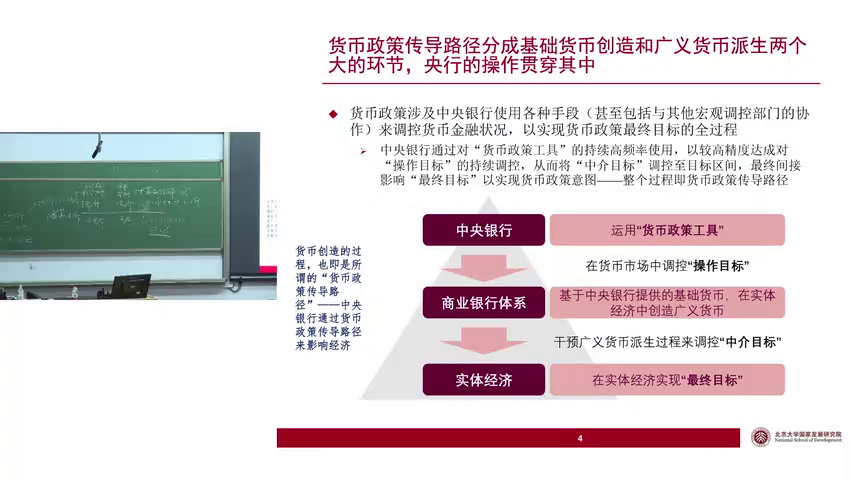 货币政策传导路径分成基础货币创造和广义货币派生两个
大的环节，央行的操作贯穿其中
货币政策涉及中央银行使用各种手段（甚至包括与其他宏观调控部门的协
作）来调控货币金融状况，以实现货币政策最终目标的全过程
中央银行通过对“货币政策工具”的持续高频率使用，以较高精度达成对
“操作目标”的持续调控，从而将“中介目标”调控至目标区间，最终间接
影响“最终目标”以实现货币政策意图——整个过程即货币政策传导路径
货币创造的过
程，也即是所
谓的“货币政
策传导路
径”——中央
银行通过货币
政策传导路径
来影响经济
中央银行
运用“货币政策工具”
在货币市场中调控“操作目标”
商业银行体系
基于中央银行提供的基础货币，在实体
经济中创造广义货币
干预广义货币派生过程来调控“中介目标”
实体经济
在实体经济实现“最终目标”
4
北京大学国家发展研究院
National School of Development